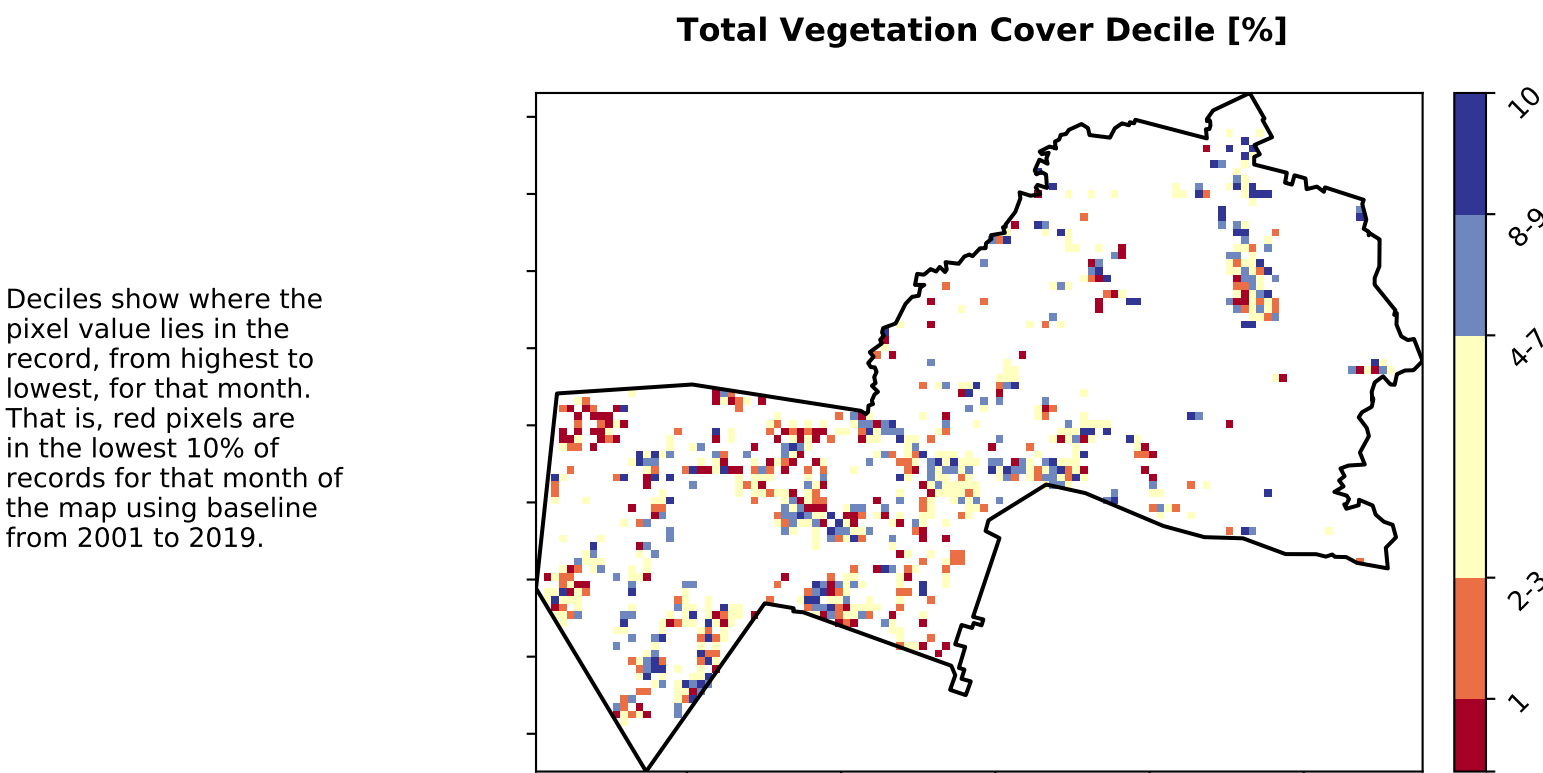 Total Vegetation Cover Decile [%]
Deciles show where the
pixel value lies in the
record, from highest to
lowest, for that month.
That is, red pixels are
in the lowest 10% of
records for that month of
the map using baseline
from 2001 to 2019.
10
8-9
4-7
2-3
1